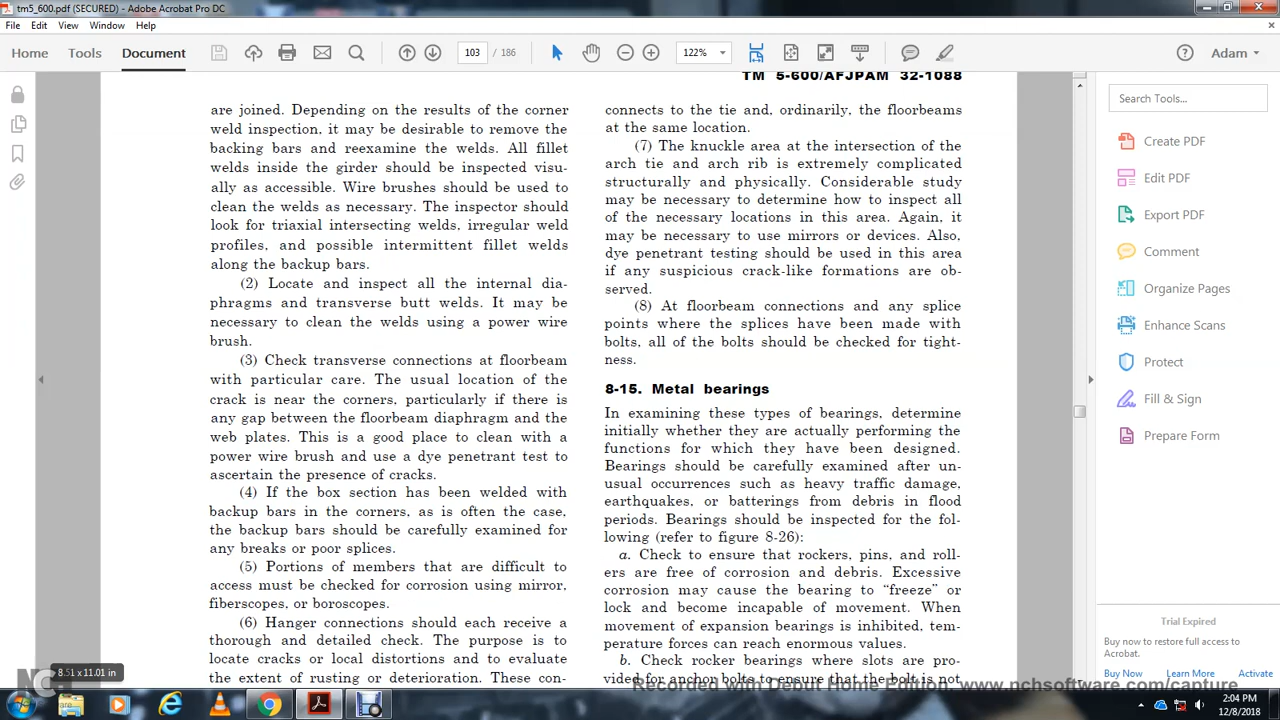 tm5_600.pdf (SECURED) - Adobe Acrobat Pro DC
File Edit View Window Help
Home Tools Document 103 / 186 122% Adam
TM 5-600/AFJPAM 32-1088
are joined. Depending on the results of the corner
weld inspection, it may be desirable to remove the
backing bars and reexamine the welds. All fillet
welds inside the girder should be inspected visu-
ally as accessible. Wire brushes should be used to
clean the welds as necessary. The inspector should
look for triaxial intersecting welds, irregular weld
profiles, and possible intermittent fillet welds
along the backup bars.
(2) Locate and inspect all the internal dia-
phragms and transverse butt welds. It may be
necessary to clean the welds using a power wire
brush.
(3) Check transverse connections at floorbeam
with particular care. The usual location of the
crack is near the corners, particularly if there is
any gap between the floorbeam diaphragm and the
web plates. This is a good place to clean with a
power wire brush and use a dye penetrant test to
ascertain the presence of cracks.
(4) If the box section has been welded with
backup bars in the corners, as is often the case,
the backup bars should be carefully examined for
any breaks or poor splices.
(5) Portions of members that are difficult to
access must be checked for corrosion using mirror,
fiberscopes, or boroscopes.
(6) Hanger connections should each receive a
thorough and detailed check. The purpose is to
locate cracks or local distortions and to evaluate
the extent of rusting or deterioration. These con-
connects to the tie and, ordinarily, the floorbeams
at the same location.
(7) The knuckle area at the intersection of the
arch tie and arch rib is extremely complicated
structurally and physically. Considerable study
may be necessary to determine how to inspect all
of the necessary locations in this area. Again, it
may be necessary to use mirrors or devices. Also,
dye penetrant testing should be used in this area
if any suspicious crack-like formations are ob-
served.
(8) At floorbeam connections and any splice
points where the splices have been made with
bolts, all of the bolts should be checked for tight-
ness.
8-15. Metal bearings
In examining these types of bearings, determine
initially whether they are actually performing the
functions for which they have been designed.
Bearings should be carefully examined after un-
usual occurrences such as heavy traffic damage,
earthquakes, or batterings from debris in flood
periods. Bearings should be inspected for the fol-
lowing (refer to figure 8-26):
a. Check to ensure that rockers, pins, and roll-
ers are free of corrosion and debris. Excessive
corrosion may cause the bearing to “freeze” or
lock and become incapable of movement. When
movement of expansion bearings is inhibited, tem-
perature forces can reach enormous values.
b. Check rocker bearings where slots are pro-
vided for anchor bolts to ensure that the bolt is not
Search Tools...
Create PDF
Edit PDF
Export PDF
Comment
Organize Pages
Enhance Scans
Protect
Fill & Sign
Prepare Form
Trial Expired
Buy now to restore full access to
Acrobat.
Buy Now Learn More Activate
8.51 x 11.01 in
NCH
Recorded with Debut Home Edition: www.nchsoftware.com/capture
2:04 PM
12/8/2018